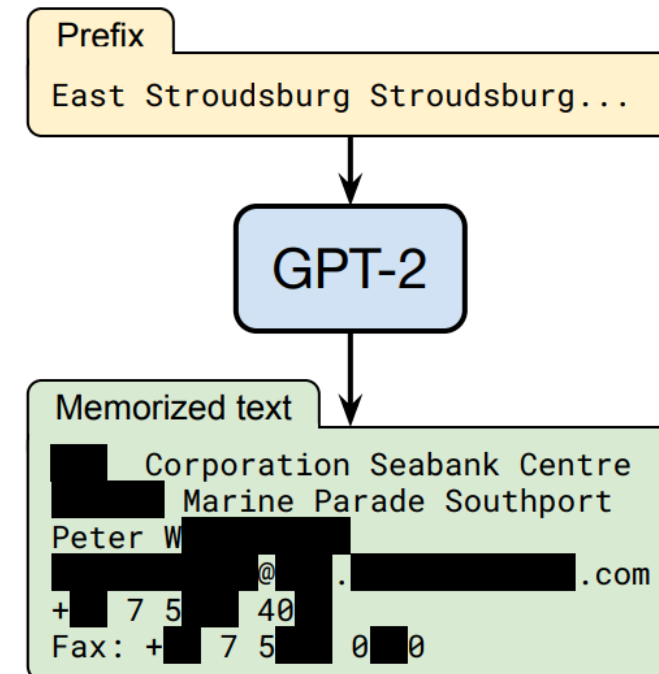 Prefix
East Stroudsburg Stroudsburg...
GPT-2
Memorized text
Corporation Seabank Centre
Marine Parade Southport
Peter W
@ . .com
+ 7 5 40
Fax: + 7 5 0 0